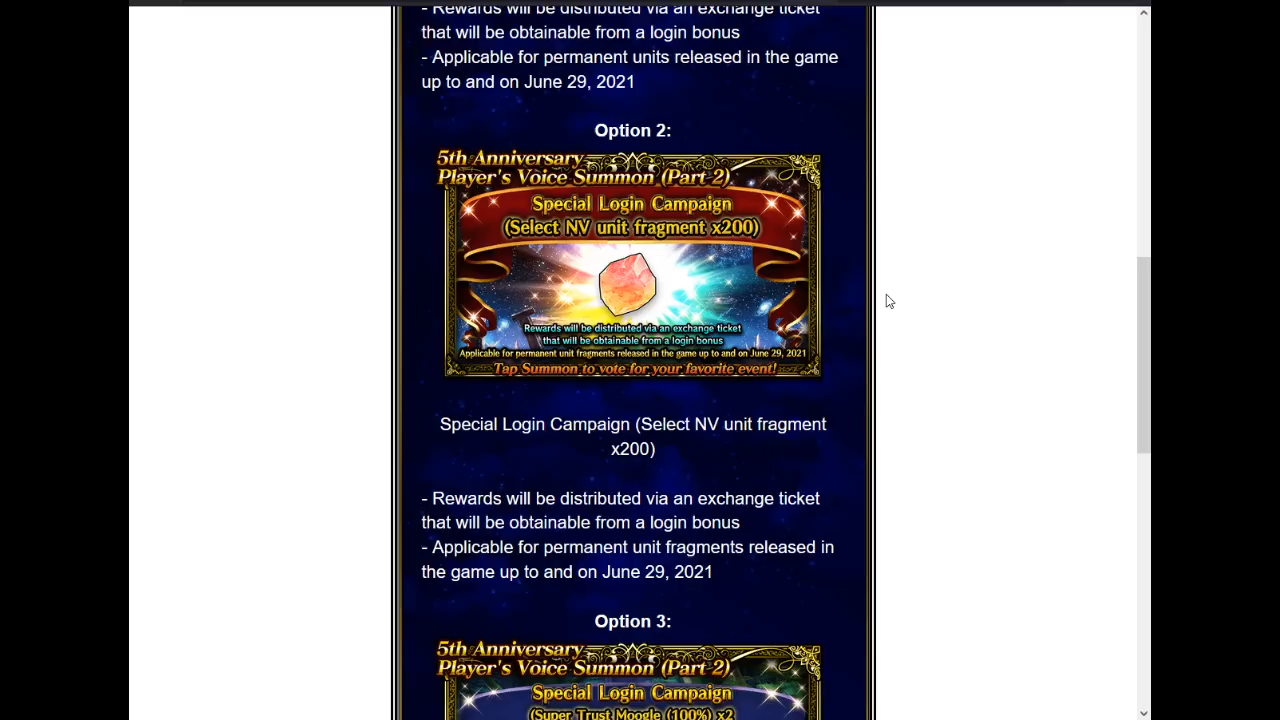 - Rewards will be distributed via an exchange ticket
that will be obtainable from a login bonus
- Applicable for permanent units released in the game
up to and on June 29, 2021
Option 2:
5th Anniversary
Player's Voice Summon (Part 2)
Special Login Campaign
(Select NV unit fragment x200)
Rewards will be distributed via an exchange ticket
that will be obtainable from a login bonus
Applicable for permanent unit fragments released in the game up to and on June 29, 2021
Tap Summon to vote for your favorite event!
Special Login Campaign (Select NV unit fragment
x200)
- Rewards will be distributed via an exchange ticket
that will be obtainable from a login bonus
- Applicable for permanent unit fragments released in
the game up to and on June 29, 2021
Option 3:
5th Anniversary
Player's Voice Summon (Part 2)
Special Login Campaign
(Super Trust Moogle (100%) x2